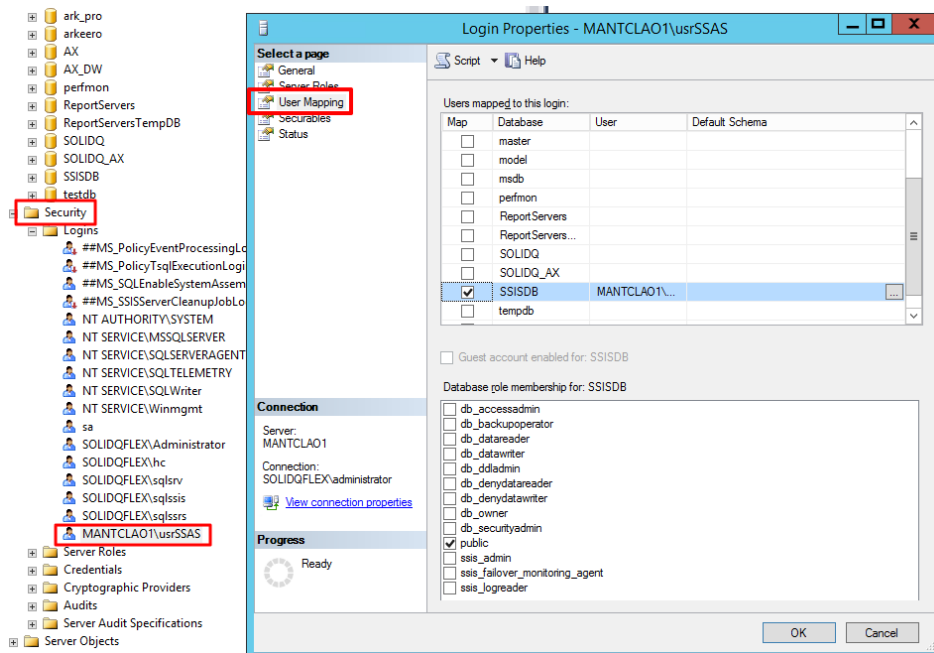 ark_pro
arkeero
AX
AX_DW
perfmon
ReportServers
ReportServersTempDB
SOLIDQ
SOLIDQ_AX
SSISDB
testdb
Security
Logins
##MS_PolicyEventProcessingLo
##MS_PolicyTsqlExecutionLogi
##MS_SQLEnableSystemAssem
##MS_SSISServerCleanupJobLo
NT AUTHORITY\SYSTEM
NT SERVICE\MSSQLSERVER
NT SERVICE\SQLSERVERAGENT
NT SERVICE\SQLTELEMETRY
NT SERVICE\SQLWriter
NT SERVICE\Winmgmt
sa
SOLIDQFLEX\Administrator
SOLIDQFLEX\hc
SOLIDQFLEX\sqlsrv
SOLIDQFLEX\sqlssis
SOLIDQFLEX\sqlssrs
MANTCLAO1\usrSSAS
Server Roles
Credentials
Cryptographic Providers
Audits
Server Audit Specifications
Server Objects
Login Properties - MANTCLAO1\usrSSAS
Select a page
General
Server Roles
User Mapping
Securables
Status
Connection
Server:
MANTCLAO1
Connection:
SOLIDQFLEX\administrator
View connection properties
Progress
Ready
Script Help
Users mapped to this login:
Map Database User Default Schema
master
model
msdb
perfmon
ReportServers
ReportServers...
SOLIDQ
SOLIDQ_AX
SSISDB MANTCLAO1\... ...
tempdb
Guest account enabled for: SSISDB
Database role membership for: SSISDB
db_accessadmin
db_backupoperator
db_datareader
db_datawriter
db_ddladmin
db_denydatareader
db_denydatawriter
db_owner
db_securityadmin
public
ssis_admin
ssis_failover_monitoring_agent
ssis_logreader
OK Cancel